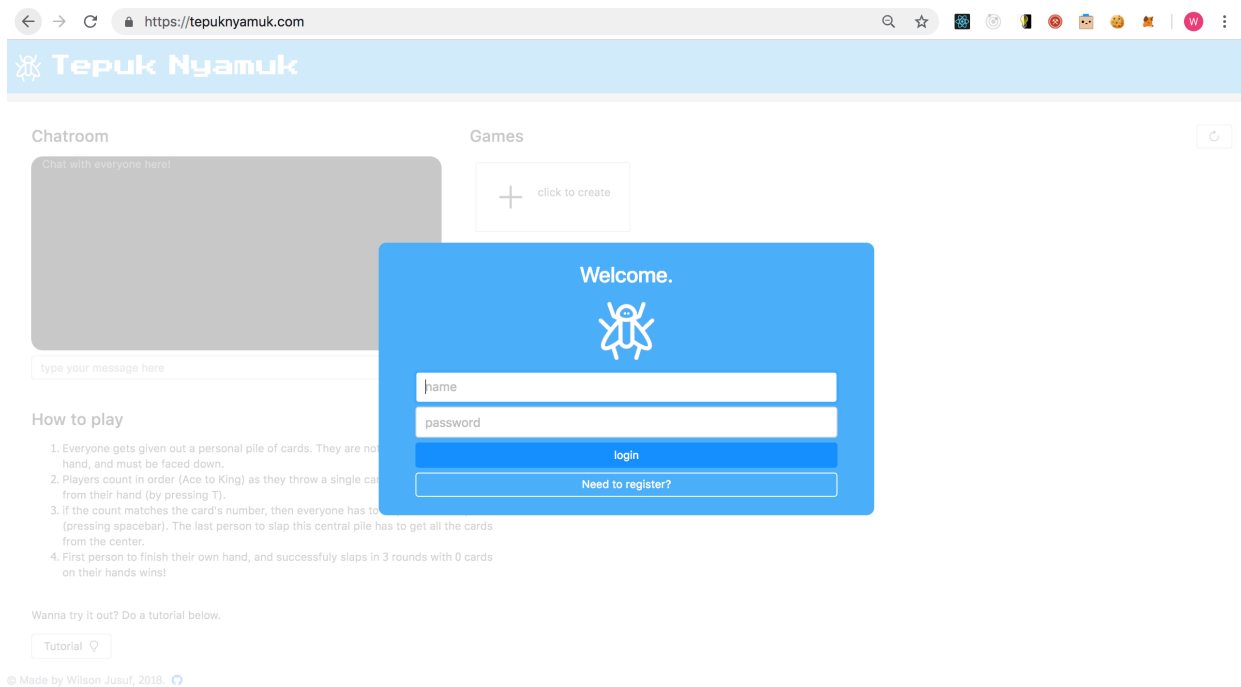 https://tepuknyamuk.com
W
Tepuk Nyamuk
Chatroom
Games
Chat with everyone here!
click to create
Welcome.
name
password
login
Need to register?
type your message here
How to play
1. Everyone gets given out a personal pile of cards. They are not
hand, and must be faced down.
2. Players count in order (Ace to King) as they throw a single car
from their hand (by pressing T).
3. if the count matches the card's number, then everyone has to
(pressing spacebar). The last person to slap this central pile has to get all the cards
from the center.
4. First person to finish their own hand, and successfuly slaps in 3 rounds with 0 cards
on their hands wins!
Wanna try it out? Do a tutorial below.
Tutorial
© Made by Wilson Jusuf, 2018.